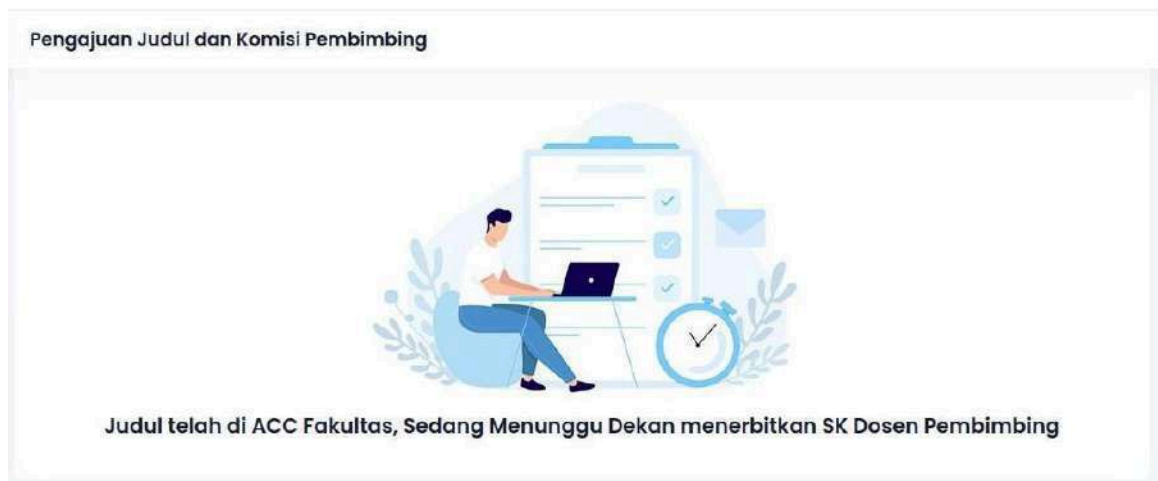 Pengajuan Judul dan Komisi Pembimbing
Judul telah di ACC Fakultas, Sedang Menunggu Dekan menerbitkan SK Dosen Pembimbing